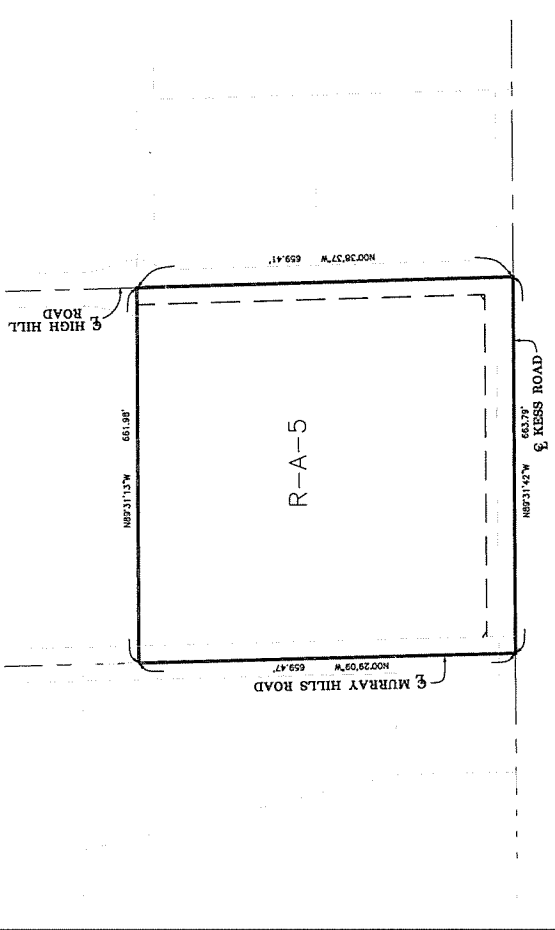 N00°38'37"W 659.41'
℄ HIGH HILL
ROAD
N89°31'13"W 661.98'
R-A-5
N89°31'42"W 663.79'
℄ KESS ROAD
N00°29'09"W 659.47'
℄ MURRAY HILLS ROAD